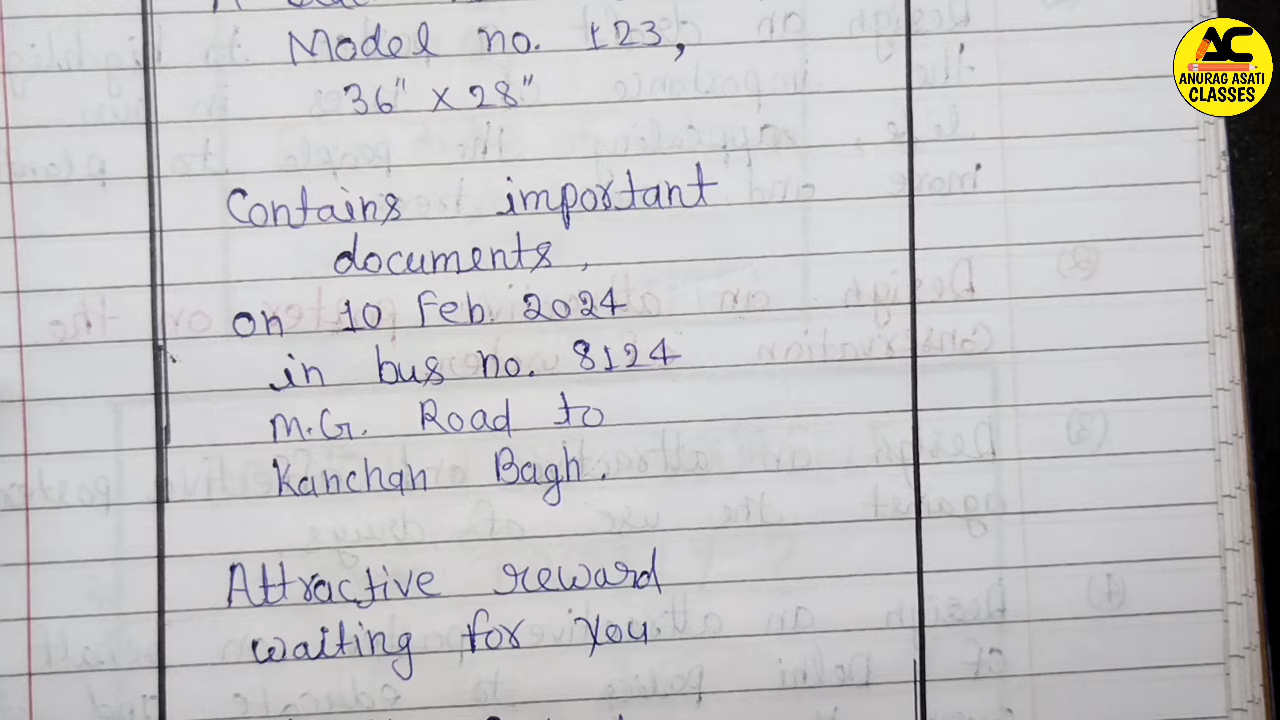 Model no. 123,
36" x 28"
Contains important
documents,
on 10 Feb. 2024
in bus no. 8124
M.G. Road to
Kanchan Bagh.
Attractive reward
waiting for you.
AC
ANURAG ASATI
CLASSES